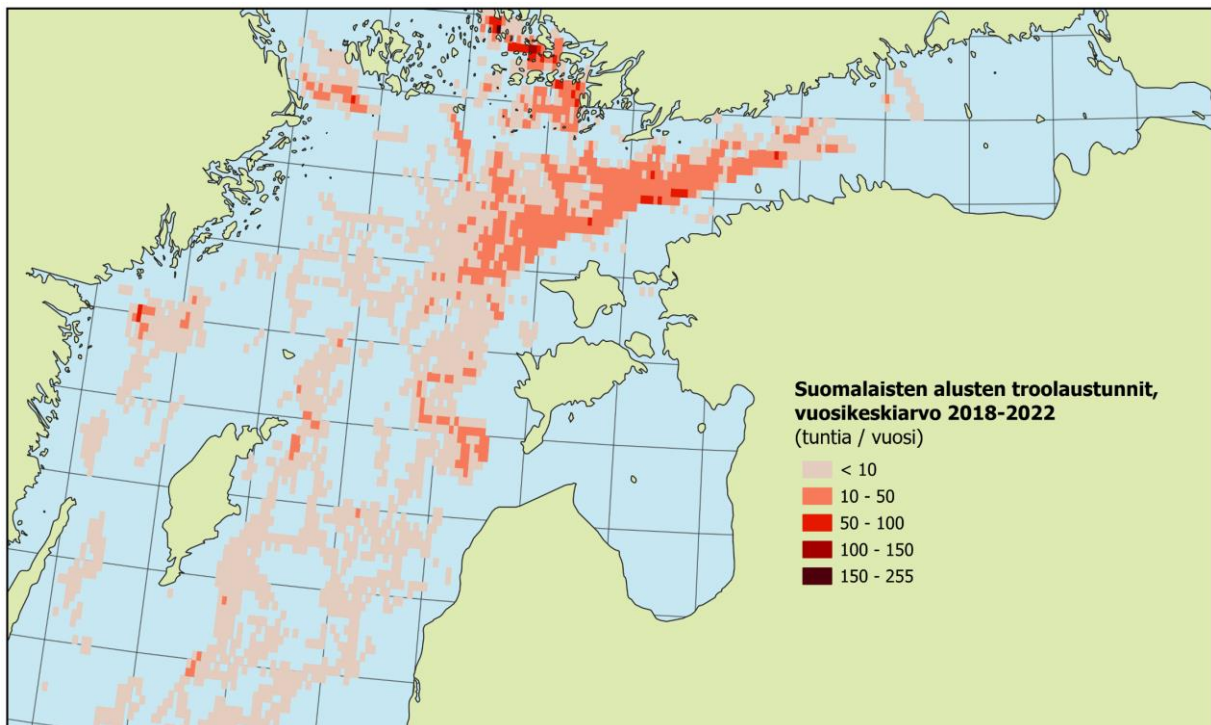 Suomalaisten alusten troolaustunnit,
vuosikeskiarvo 2018-2022
(tuntia / vuosi)
< 10
10 - 50
50 - 100
100 - 150
150 - 255